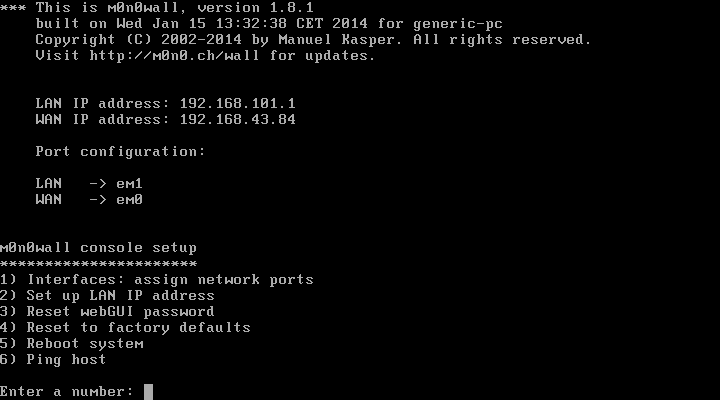 *** This is m0n0wall, version 1.8.1
built on Wed Jan 15 13:32:38 CET 2014 for generic-pc
Copyright (C) 2002-2014 by Manuel Kasper. All rights reserved.
Visit http://m0n0.ch/wall for updates.
LAN IP address: 192.168.101.1
WAN IP address: 192.168.43.84
Port configuration:
LAN -> em1
WAN -> em0
m0n0wall console setup
**********************
1) Interfaces: assign network ports
2) Set up LAN IP address
3) Reset webGUI password
4) Reset to factory defaults
5) Reboot system
6) Ping host
Enter a number: